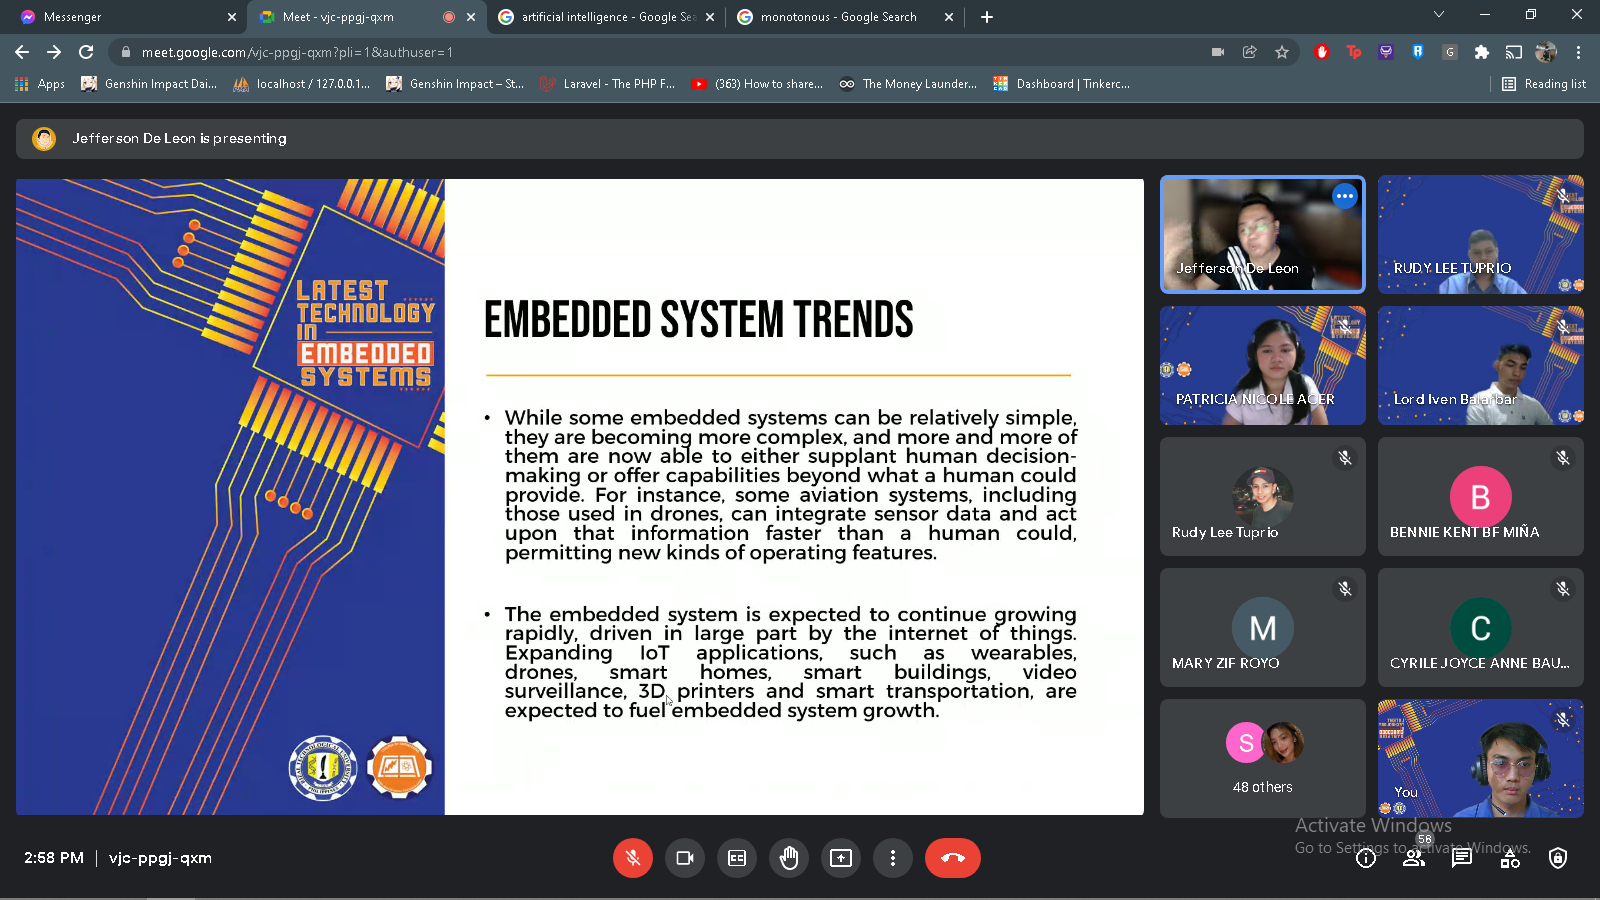 Messenger
Meet - vjc-ppgj-qxm
artificial intelligence - Google Sea
monotonous - Google Search
meet.google.com/vjc-ppgj-qxm?pli=1&authuser=1
Apps
Genshin Impact Dai...
localhost / 127.0.0.1...
Genshin Impact – St...
Laravel - The PHP F...
(363) How to share...
The Money Launder...
Dashboard | Tinkerc...
Reading list
Jefferson De Leon is presenting
LATEST
TECHNOLOGY
IN
EMBEDDED
SYSTEMS
EMBEDDED SYSTEM TRENDS
• While some embedded systems can be relatively simple,
they are becoming more complex, and more and more of
them are now able to either supplant human decision-
making or offer capabilities beyond what a human could
provide. For instance, some aviation systems, including
those used in drones, can integrate sensor data and act
upon that information faster than a human could,
permitting new kinds of operating features.
• The embedded system is expected to continue growing
rapidly, driven in large part by the internet of things.
Expanding IoT applications, such as wearables,
drones, smart homes, smart buildings, video
surveillance, 3D printers and smart transportation, are
expected to fuel embedded system growth.
Jefferson De Leon
RUDY LEE TUPRIO
PATRICIA NICOLE AGER
Lord Iven Balarbar
Rudy Lee Tuprio
B
BENNIE KENT BF MIÑA
M
MARY ZIF ROYO
C
CYRILE JOYCE ANNE BAU...
S
48 others
You
Activate Windows
Go to Settings to activate Windows.
2:58 PM | vjc-ppgj-qxm
58